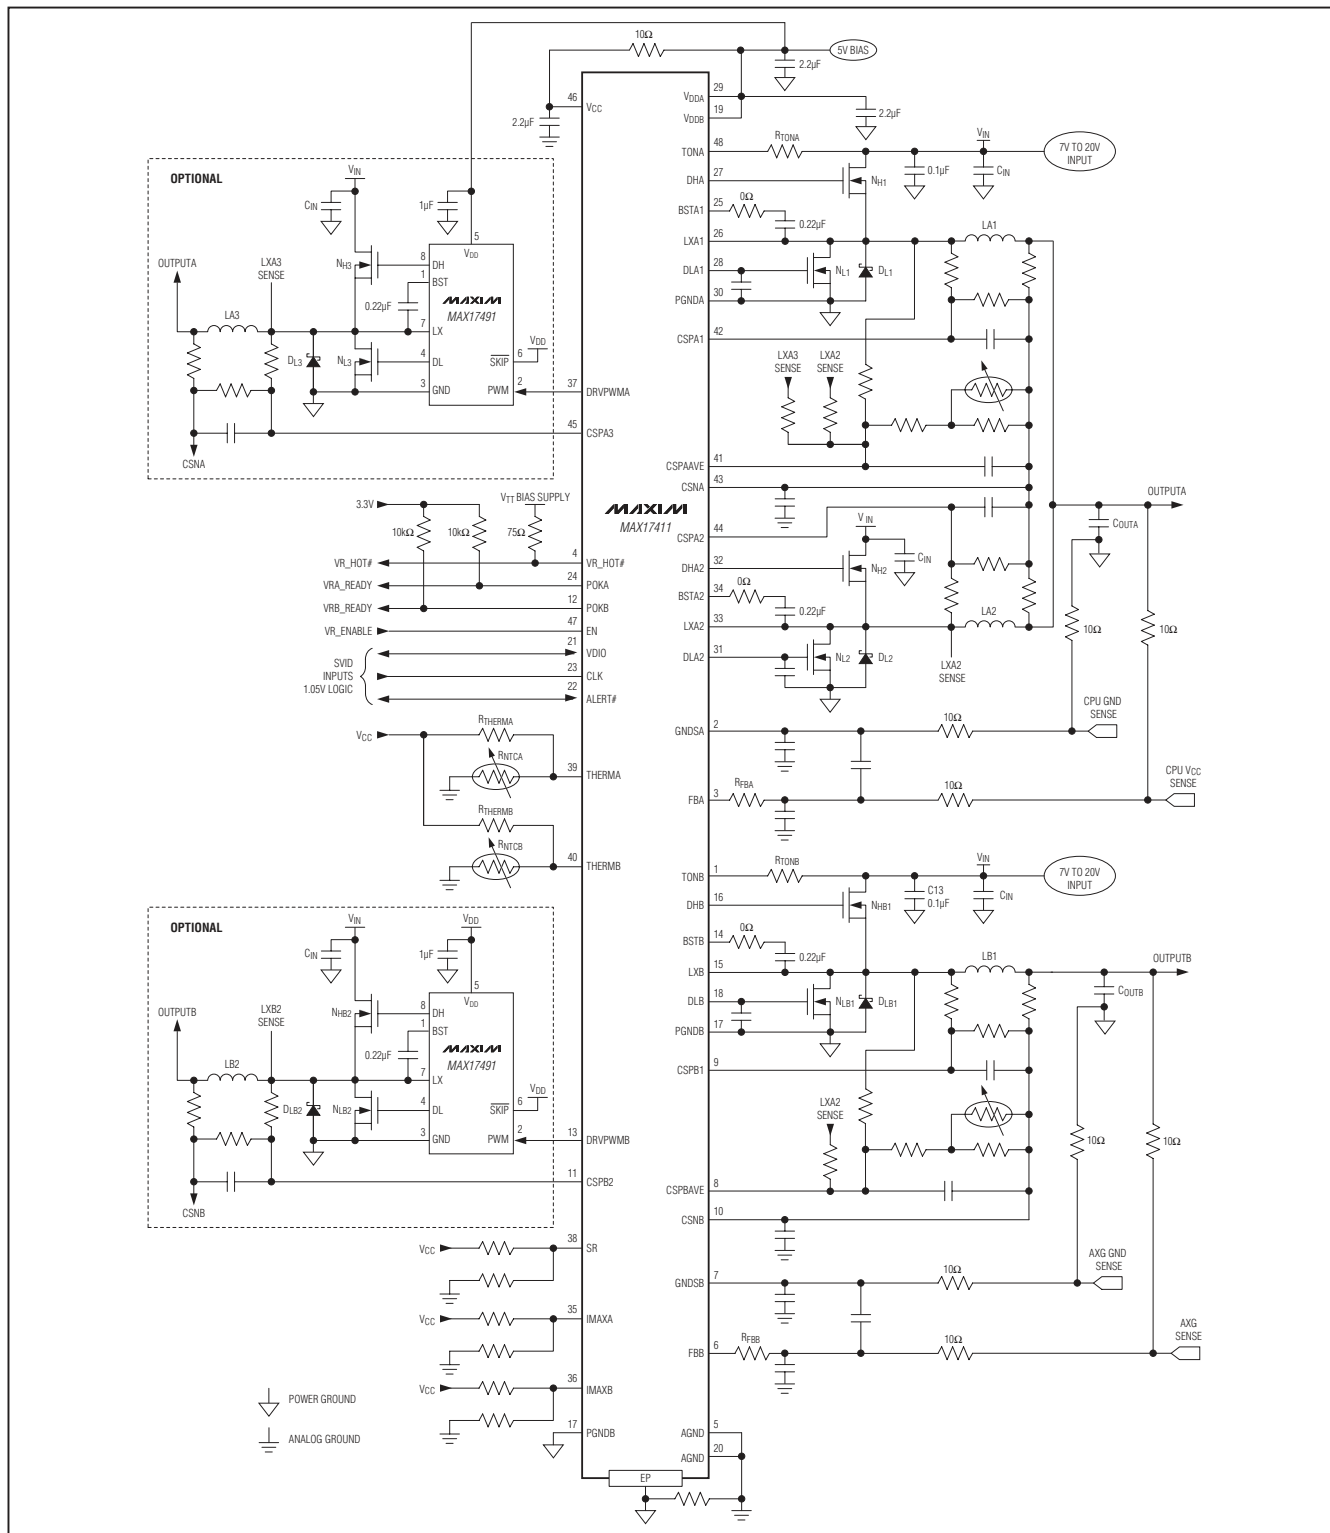 10Ω
5V BIAS
2.2µF
46
VCC
2.2µF
29
VDDA
19
VDDB
2.2µF
48
TONA
RTONA
VIN
7V TO 20V
INPUT
0.1µF
CIN
27
DHA
NH1
25
BSTA1
0Ω
0.22µF
26
LXA1
LA1
28
DLA1
NL1
DL1
30
PGNDA
42
CSPA1
LXA3
SENSE
LXA2
SENSE
41
CSPAAVE
43
CSNA
OUTPUTA
COUTA
44
CSPA2
V IN
CIN
32
DHA2
NH2
34
BSTA2
0Ω
0.22µF
33
LXA2
LA2
10Ω
10Ω
31
DLA2
NL2
DL2
LXA2
SENSE
CPU GND
SENSE
2
GNDSA
10Ω
CPU VCC
SENSE
3
FBA
RFBA
10Ω
OPTIONAL
VIN
CIN
1µF
5
VDD
OUTPUTA
LXA3
SENSE
NH3
8
DH
1
BST
0.22µF
MAXIM
MAX17491
LA3
7
LX
DL3
NL3
4
DL
SKIP
6
VDD
3
GND
PWM
2
37
DRVPWMA
45
CSPA3
CSNA
MAXIM
MAX17411
3.3V
VTT BIAS SUPPLY
10kΩ
10kΩ
75Ω
VR_HOT#
4
VR_HOT#
VRA_READY
24
POKA
VRB_READY
12
POKB
VR_ENABLE
47
EN
SVID
INPUTS
1.05V LOGIC
21
VDIO
23
CLK
22
ALERT#
VCC
RTHERMA
RNTCA
39
THERMA
RTHERMB
RNTCB
40
THERMB
1
TONB
RTONB
VIN
7V TO 20V
INPUT
C13
0.1µF
CIN
16
DHB
NHB1
14
BSTB
0Ω
0.22µF
15
LXB
LB1
OUTPUTB
COUTB
18
DLB
NLB1
DLB1
17
PGNDB
9
CSPB1
LXA2
SENSE
10Ω
10Ω
8
CSPBAVE
10
CSNB
AXG GND
SENSE
7
GNDSB
10Ω
AXG
SENSE
6
FBB
RFBB
10Ω
OPTIONAL
VIN
CIN
VDD
1µF
5
VDD
OUTPUTB
LXB2
SENSE
NHB2
8
DH
1
BST
0.22µF
MAXIM
MAX17491
LB2
7
LX
DLB2
NLB2
4
DL
SKIP
6
VDD
3
GND
PWM
2
13
DRVPWMB
11
CSPB2
CSNB
VCC
38
SR
VCC
35
IMAXA
VCC
36
IMAXB
17
PGNDB
POWER GROUND
ANALOG GROUND
5
AGND
20
AGND
EP